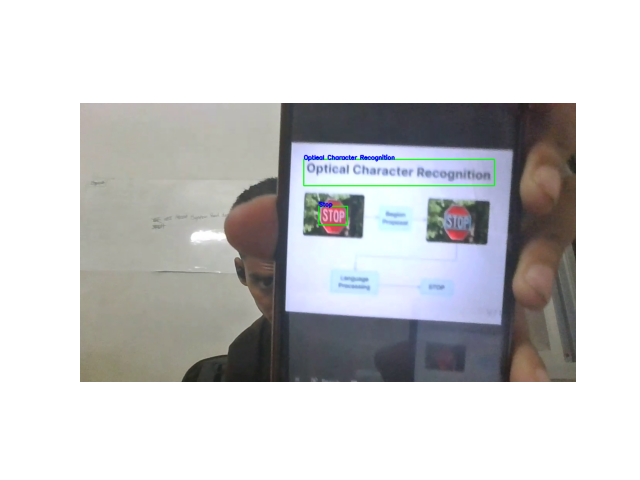 Optical Character Recognition
Optical Character Recognition
Stop
STOP
Region
Proposal
STOP
Language
Processing
STOP